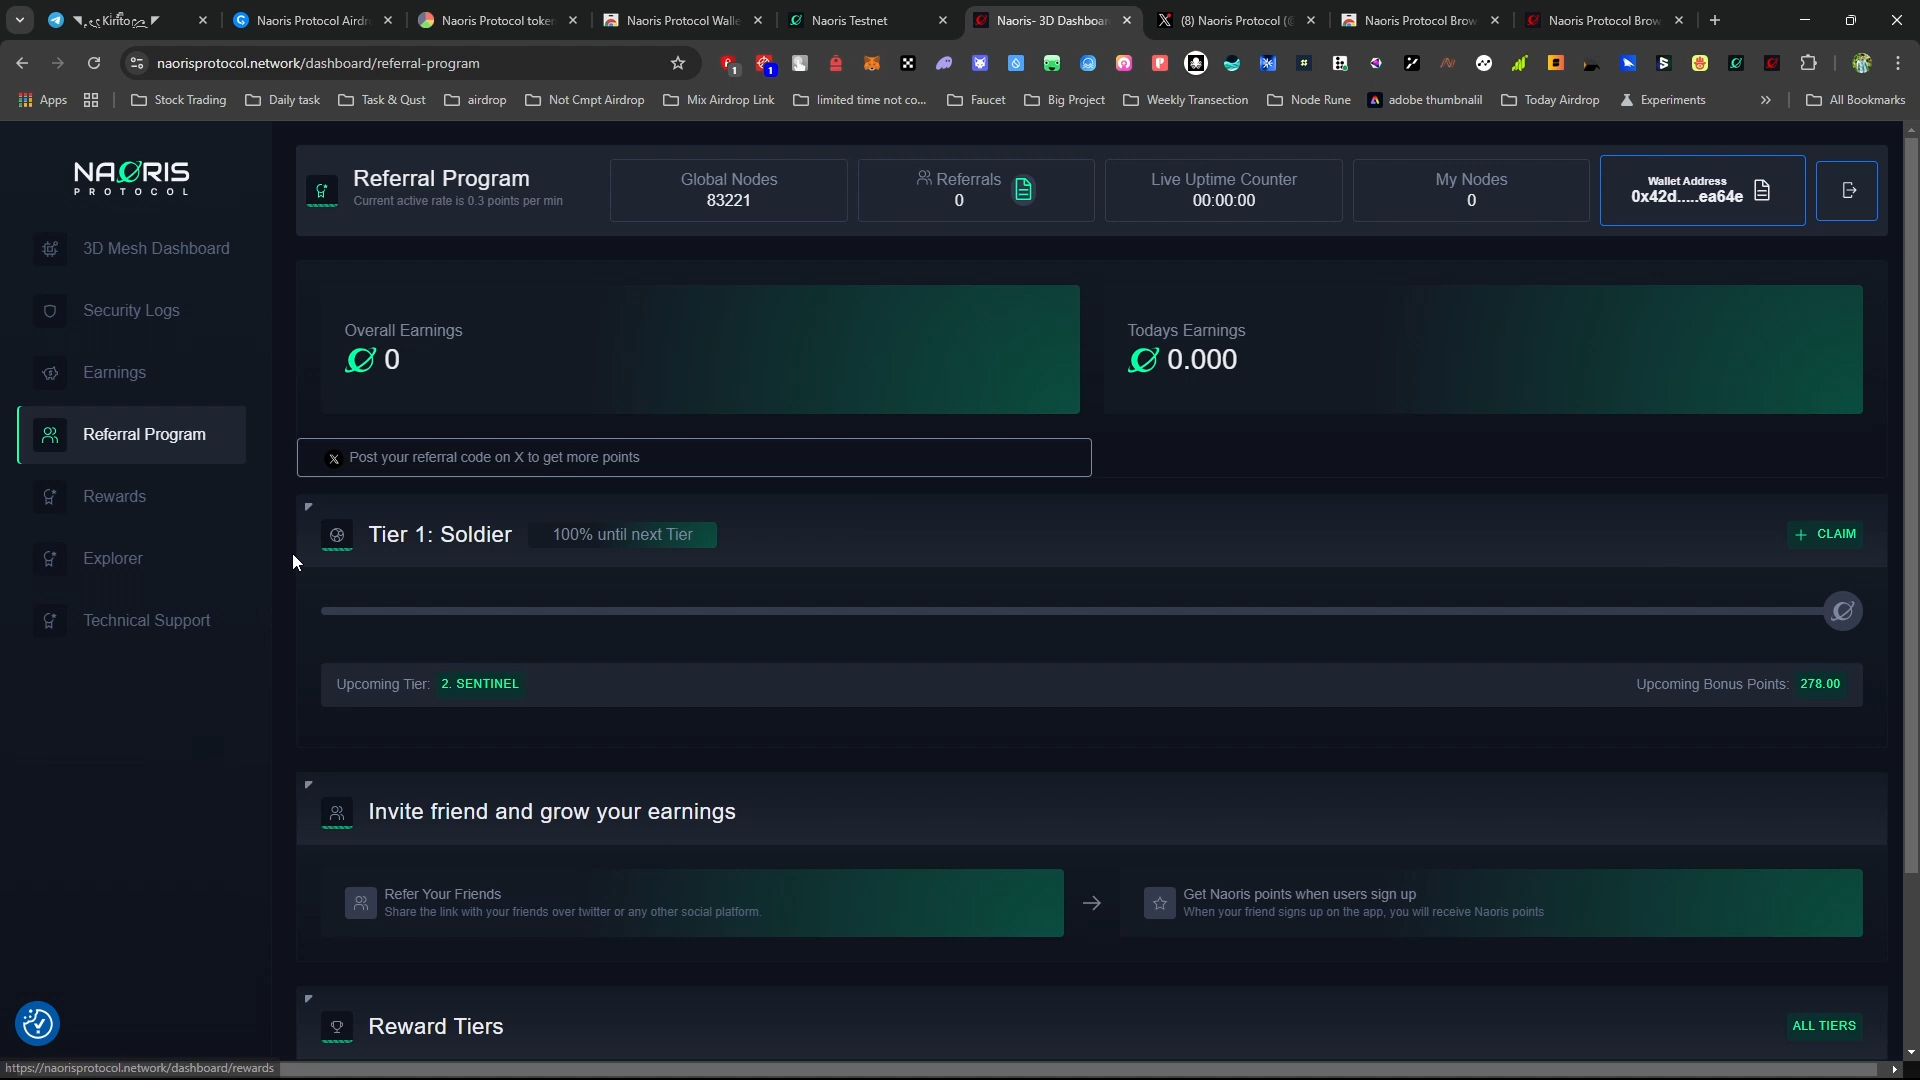 Kirito
Naoris Protocol Airdr
Naoris Protocol token
Naoris Protocol Walle
Naoris Testnet
Naoris- 3D Dashboar
(8) Naoris Protocol (@
Naoris Protocol Brow
Naoris Protocol Brow
naorisprotocol.network/dashboard/referral-program
1
1
Apps
Stock Trading
Daily task
Task & Qust
airdrop
Not Cmpt Airdrop
Mix Airdrop Link
limited time not co...
Faucet
Big Project
Weekly Transection
Node Rune
adobe thumbnalil
Today Airdrop
Experiments
All Bookmarks
NAORIS
PROTOCOL
3D Mesh Dashboard
Security Logs
Earnings
Referral Program
Rewards
Explorer
Technical Support
Referral Program
Current active rate is 0.3 points per min
Global Nodes
83221
Referrals
0
Live Uptime Counter
00:00:00
My Nodes
0
Wallet Address
0x42d.....ea64e
Overall Earnings
0
Todays Earnings
0.000
Post your referral code on X to get more points
Tier 1: Soldier
100% until next Tier
+ CLAIM
Upcoming Tier: 2. SENTINEL
Upcoming Bonus Points: 278.00
Invite friend and grow your earnings
Refer Your Friends
Share the link with your friends over twitter or any other social platform.
Get Naoris points when users sign up
When your friend signs up on the app, you will receive Naoris points
Reward Tiers
ALL TIERS
https://naorisprotocol.network/dashboard/rewards